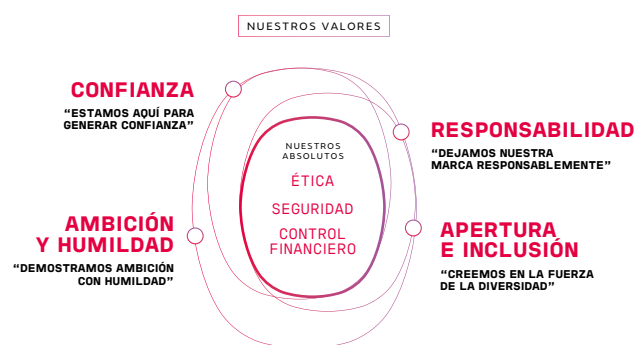 NUESTROS VALORES
CONFIANZA
“ESTAMOS AQUÍ PARA
GENERAR CONFIANZA”
RESPONSABILIDAD
“DEJAMOS NUESTRA
MARCA RESPONSABLEMENTE”
NUESTROS
ABSOLUTOS
ÉTICA
SEGURIDAD
CONTROL
FINANCIERO
AMBICIÓN
Y HUMILDAD
“DEMOSTRAMOS AMBICIÓN
CON HUMILDAD”
APERTURA
E INCLUSIÓN
“CREEMOS EN LA FUERZA
DE LA DIVERSIDAD”